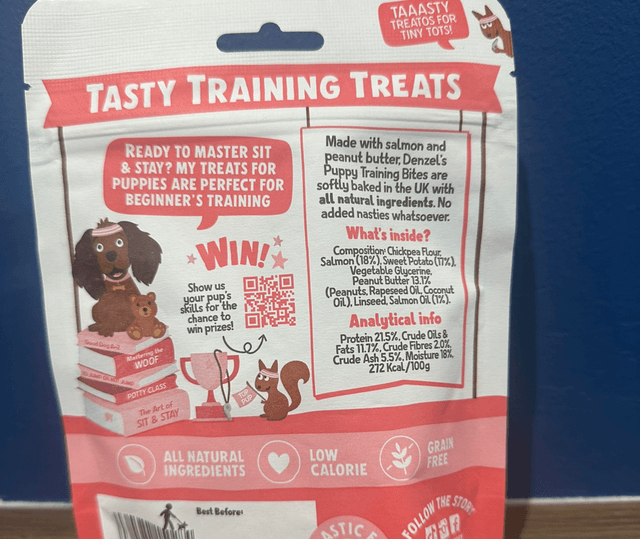 TAAASTY
TREATOS FOR
TINY TOTS!
TASTY TRAINING TREATS
READY TO MASTER SIT
& STAY? MY TREATS FOR
PUPPIES ARE PERFECT FOR
BEGINNER'S TRAINING
WIN!
Show us
your pup's
skills for the
chance to
win prizes!
Made with salmon and
peanut butter, Denzel's
Puppy Training Bites are
softly baked in the UK with
all natural ingredients. No
added nasties whatsoever.
What's inside?
Composition: Chickpea Flour,
Salmon (18%), Sweet Potato (17%),
Vegetable Glycerine,
Peanut Butter 13.1%
(Peanuts, Rapeseed Oil, Coconut
Oil), Linseed, Salmon Oil (1%).
Analytical info
Protein 21.5%, Crude Oils &
Fats 11.7%, Crude Fibres 2.0%,
Crude Ash 5.5%, Moisture 18%,
272 Kcal/100g
Mastering the
WOOF
POTTY CLASS
The Art of
SIT & STAY
TOP
PUP
ALL NATURAL
INGREDIENTS
LOW
CALORIE
GRAIN
FREE
Best Before:
FOLLOW THE STORY